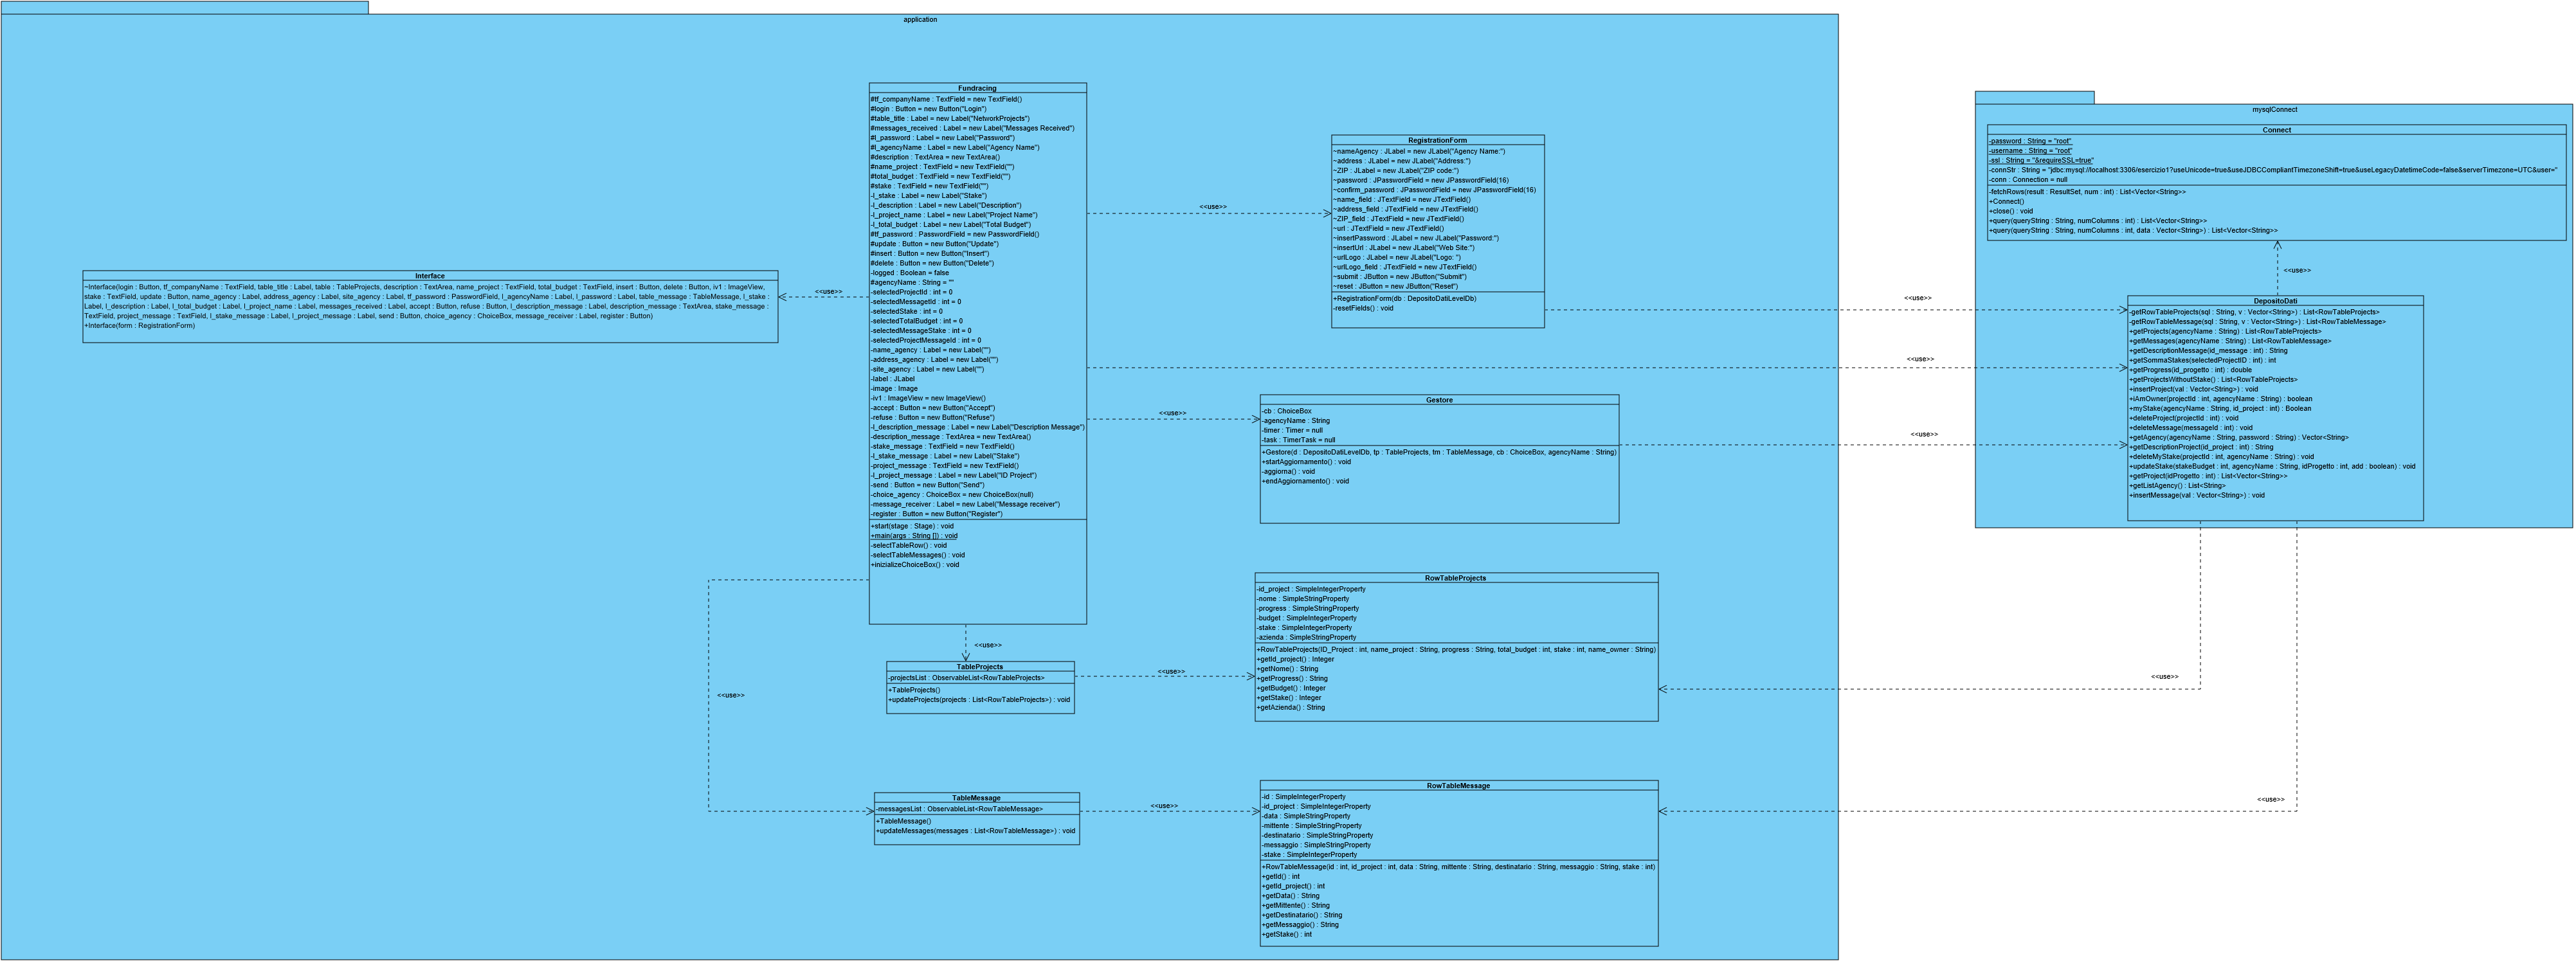 application
Fundracing
#tf_companyName : TextField = new TextField()
#login : Button = new Button("Login")
#table_title : Label = new Label("NetworkProjects")
#messages_received : Label = new Label("Messages Received")
#l_password : Label = new Label("Password")
#l_agencyName : Label = new Label("Agency Name")
#description : TextArea = new TextArea()
#name_project : TextField = new TextField("")
#total_budget : TextField = new TextField("")
#stake : TextField = new TextField("")
-l_stake : Label = new Label("Stake")
-l_description : Label = new Label("Description")
-l_project_name : Label = new Label("Project Name")
-l_total_budget : Label = new Label("Total Budget")
#tf_password : PasswordField = new PasswordField()
#update : Button = new Button("Update")
#insert : Button = new Button("Insert")
#delete : Button = new Button("Delete")
-logged : Boolean = false
#agencyName : String = ""
-selectedProjectId : int = 0
-selectedMessageId : int = 0
-selectedStake : int = 0
-selectedTotalBudget : int = 0
-selectedMessageStake : int = 0
-selectedProjectMessageId : int = 0
-name_agency : Label = new Label("")
-address_agency : Label = new Label("")
-site_agency : Label = new Label("")
-label : JLabel
-image : Image
-iv1 : ImageView = new ImageView()
-accept : Button = new Button("Accept")
-refuse : Button = new Button("Refuse")
-l_description_message : Label = new Label("Description Message")
-description_message : TextArea = new TextArea()
-stake_message : TextField = new TextField()
-l_stake_message : Label = new Label("Stake")
-project_message : TextField = new TextField()
-l_project_message : Label = new Label("ID Project")
-send : Button = new Button("Send")
-choice_agency : ChoiceBox = new ChoiceBox(null)
-message_receiver : Label = new Label("Message receiver")
-register : Button = new Button("Register")
+start(stage : Stage) : void
+main(args : String []) : void
-selectTableRow() : void
-selectTableMessages() : void
+inizializeChoiceBox() : void
Interface
~Interface(login : Button, tf_companyName : TextField, table_title : Label, table : TableProjects, description : TextArea, name_project : TextField, total_budget : TextField, insert : Button, delete : Button, iv1 : ImageView,
stake : TextField, update : Button, name_agency : Label, address_agency : Label, site_agency : Label, tf_password : PasswordField, l_agencyName : Label, l_password : Label, table_message : TableMessage, l_stake :
Label, l_description : Label, l_total_budget : Label, l_project_name : Label, messages_received : Label, accept : Button, refuse : Button, l_description_message : Label, description_message : TextArea, stake_message :
TextField, project_message : TextField, l_stake_message : Label, l_project_message : Label, send : Button, choice_agency : ChoiceBox, message_receiver : Label, register : Button)
+Interface(form : RegistrationForm)
<<use>>
<<use>>
RegistrationForm
~nameAgency : JLabel = new JLabel("Agency Name:")
~address : JLabel = new JLabel("Address:")
~ZIP : JLabel = new JLabel("ZIP code:")
~password : JPasswordField = new JPasswordField(16)
~confirm_password : JPasswordField = new JPasswordField(16)
~name_field : JTextField = new JTextField()
~address_field : JTextField = new JTextField()
~ZIP_field : JTextField = new JTextField()
~url : JTextField = new JTextField()
~insertPassword : JLabel = new JLabel("Password:")
~insertUrl : JLabel = new JLabel("Web Site:")
~urlLogo : JLabel = new JLabel("Logo: ")
~urlLogo_field : JTextField = new JTextField()
~submit : JButton = new JButton("Submit")
~reset : JButton = new JButton("Reset")
+RegistrationForm(db : DepositoDatiLevelDb)
-resetFields() : void
<<use>>
Gestore
-cb : ChoiceBox
-agencyName : String
-timer : Timer = null
-task : TimerTask = null
+Gestore(d : DepositoDatiLevelDb, tp : TableProjects, tm : TableMessage, cb : ChoiceBox, agencyName : String)
+startAggiornamento() : void
-aggiorna() : void
+endAggiornamento() : void
<<use>>
TableProjects
-projectsList : ObservableList<RowTableProjects>
+TableProjects()
+updateProjects(projects : List<RowTableProjects>) : void
<<use>>
RowTableProjects
-id_project : SimpleIntegerProperty
-nome : SimpleStringProperty
-progress : SimpleStringProperty
-budget : SimpleIntegerProperty
-stake : SimpleIntegerProperty
-azienda : SimpleStringProperty
+RowTableProjects(ID_Project : int, name_project : String, progress : String, total_budget : int, stake : int, name_owner : String)
+getId_project() : Integer
+getNome() : String
+getProgress() : String
+getBudget() : Integer
+getStake() : Integer
+getAzienda() : String
<<use>>
TableMessage
-messagesList : ObservableList<RowTableMessage>
+TableMessage()
+updateMessages(messages : List<RowTableMessage>) : void
<<use>>
RowTableMessage
-id : SimpleIntegerProperty
-id_project : SimpleIntegerProperty
-data : SimpleStringProperty
-mittente : SimpleStringProperty
-destinatario : SimpleStringProperty
-messaggio : SimpleStringProperty
-stake : SimpleIntegerProperty
+RowTableMessage(id : int, id_project : int, data : String, mittente : String, destinatario : String, messaggio : String, stake : int)
+getId() : int
+getId_project() : int
+getData() : String
+getMittente() : String
+getDestinatario() : String
+getMessaggio() : String
+getStake() : int
<<use>>
<<use>>
<<use>>
mysqlConnect
Connect
-password : String = "root"
-username : String = "root"
-ssl : String = "&requireSSL=true"
-connStr : String = "jdbc:mysql://localhost:3306/esercizio1?useUnicode=true&useJDBCCompliantTimezoneShift=true&useLegacyDatetimeCode=false&serverTimezone=UTC&user="
-conn : Connection = null
-fetchRows(result : ResultSet, num : int) : List<Vector<String>>
+Connect()
+close() : void
+query(queryString : String, numColumns : int) : List<Vector<String>>
+query(queryString : String, numColumns : int, data : Vector<String>) : List<Vector<String>>
<<use>>
DepositoDati
-getRowTableProjects(sql : String, v : Vector<String>) : List<RowTableProjects>
-getRowTableMessage(sql : String, v : Vector<String>) : List<RowTableMessage>
+getProjects(agencyName : String) : List<RowTableProjects>
+getMessages(agencyName : String) : List<RowTableMessage>
+getDescriptionMessage(id_message : int) : String
+getSommaStakes(selectedProjectID : int) : int
+getProgress(id_progetto : int) : double
+getProjectsWithoutStake() : List<RowTableProjects>
+insertProject(val : Vector<String>) : void
+iAmOwner(projectId : int, agencyName : String) : boolean
+myStake(agencyName : String, id_project : int) : Boolean
+deleteProject(projectId : int) : void
+deleteMessage(messageId : int) : void
+getAgency(agencyName : String, password : String) : Vector<String>
+getDescriptionProject(id_project : int) : String
+deleteMyStake(projectId : int, agencyName : String) : void
+updateStake(stakeBudget : int, agencyName : String, idProgetto : int, add : boolean) : void
+getProject(idProgetto : int) : List<Vector<String>>
+getListAgency() : List<String>
+insertMessage(val : Vector<String>) : void
<<use>>
<<use>>